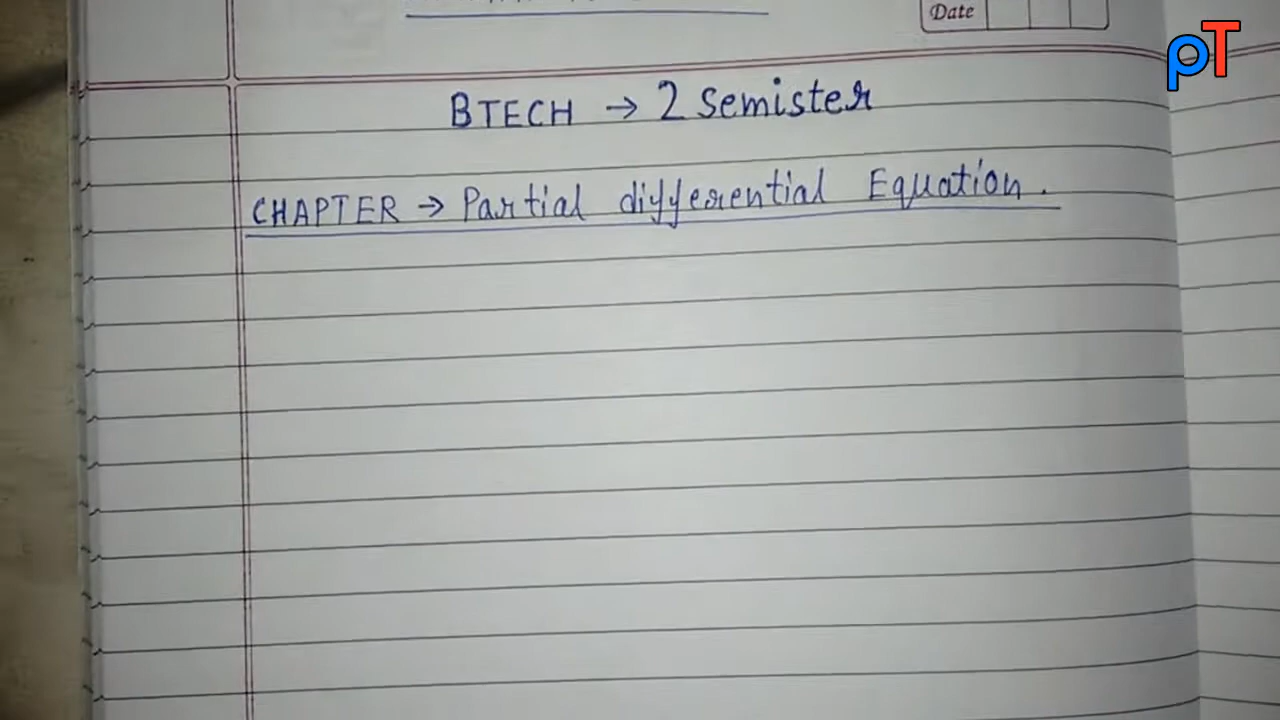 Date
pT
BTECH → 2 Semister
CHAPTER → Partial differential Equation.